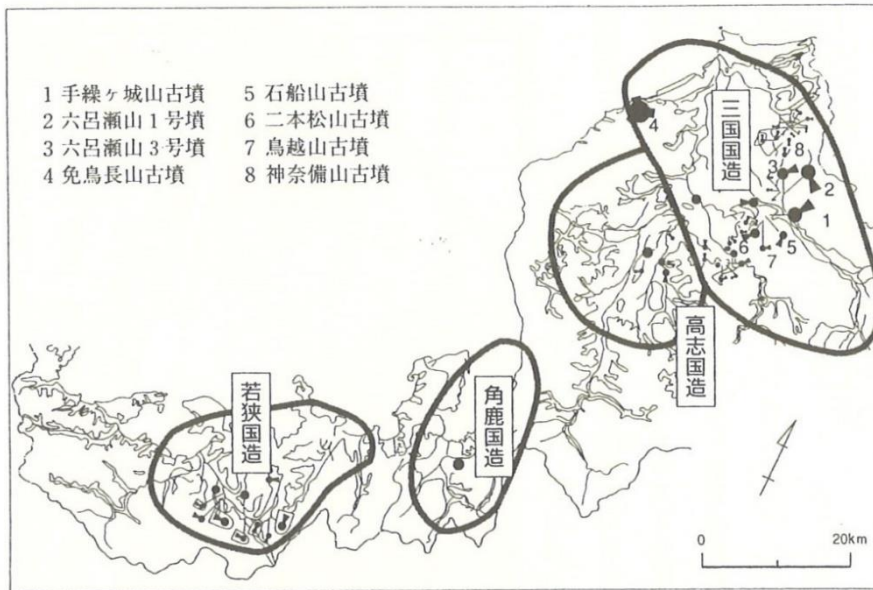 1 手繰ヶ城山古墳
2 六呂瀬山1号墳
3 六呂瀬山3号墳
4 免鳥長山古墳
5 石船山古墳
6 二本松山古墳
7 鳥越山古墳
8 神奈備山古墳
三国国造
4
8
3
2
1
6
5
7
高志国造
角鹿国造
若狭国造
0
20km